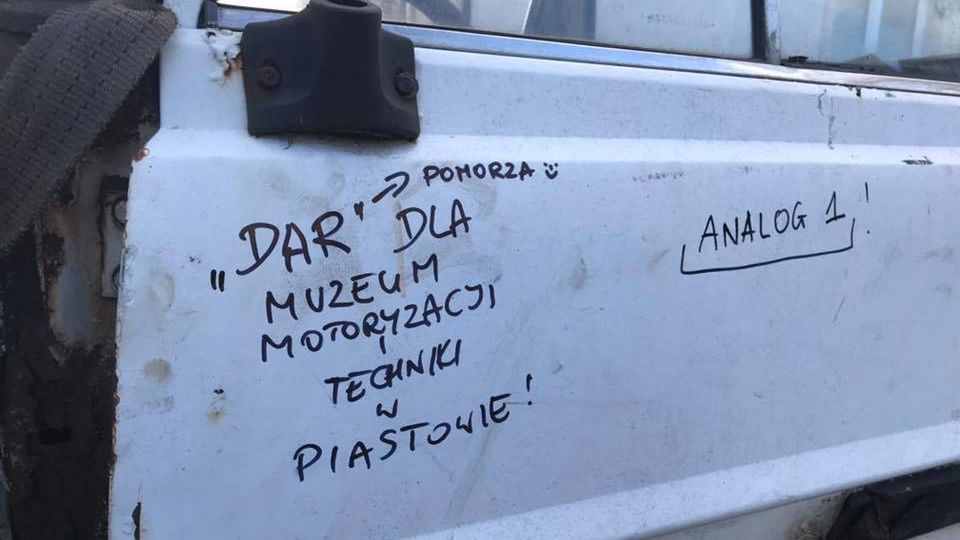 → POMORZA ü
„DAR" DLA
MUZEUM
MOTORYZACJI
I
TECHNIKI
W
PIASTOWIE!
ANALOG 1!